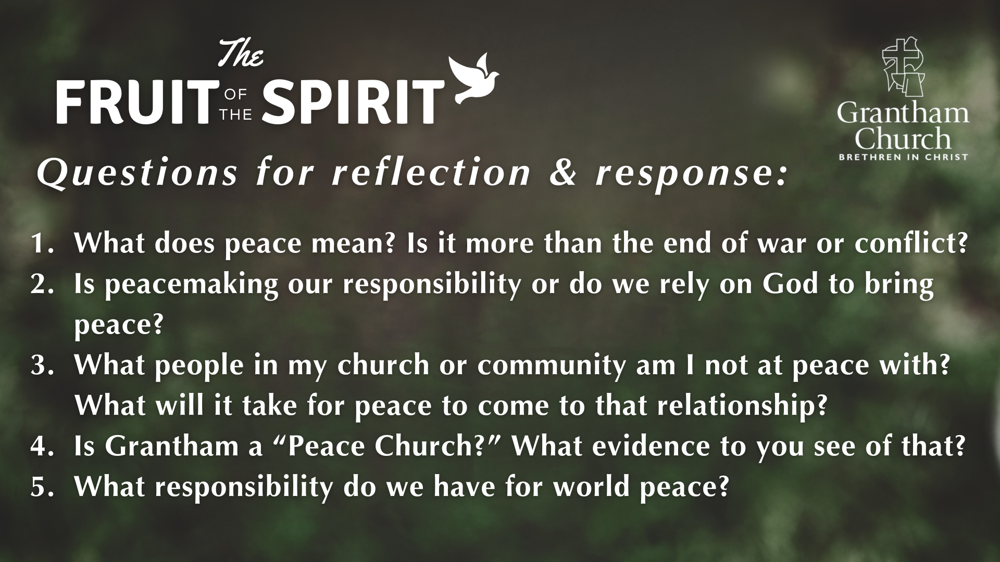 The
FRUIT OF THE SPIRIT
Grantham
Church
BRETHREN IN CHRIST
Questions for reflection & response:
1. What does peace mean? Is it more than the end of war or conflict?
2. Is peacemaking our responsibility or do we rely on God to bring
peace?
3. What people in my church or community am I not at peace with?
What will it take for peace to come to that relationship?
4. Is Grantham a “Peace Church?” What evidence to you see of that?
5. What responsibility do we have for world peace?